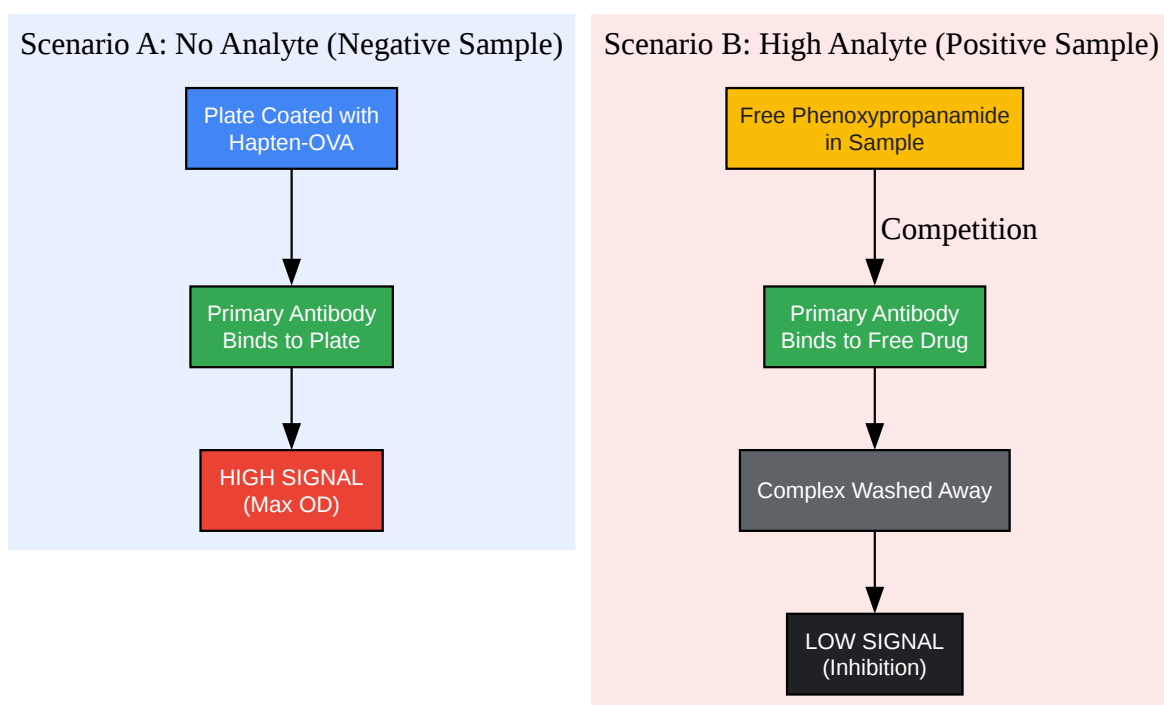 Scenario A: No Analyte (Negative Sample)
Plate Coated with
Hapten-OVA
Primary Antibody
Binds to Plate
HIGH SIGNAL
(Max OD)
Scenario B: High Analyte (Positive Sample)
Free Phenoxypropanamide
in Sample
Competition
Primary Antibody
Binds to Free Drug
Complex Washed Away
LOW SIGNAL
(Inhibition)